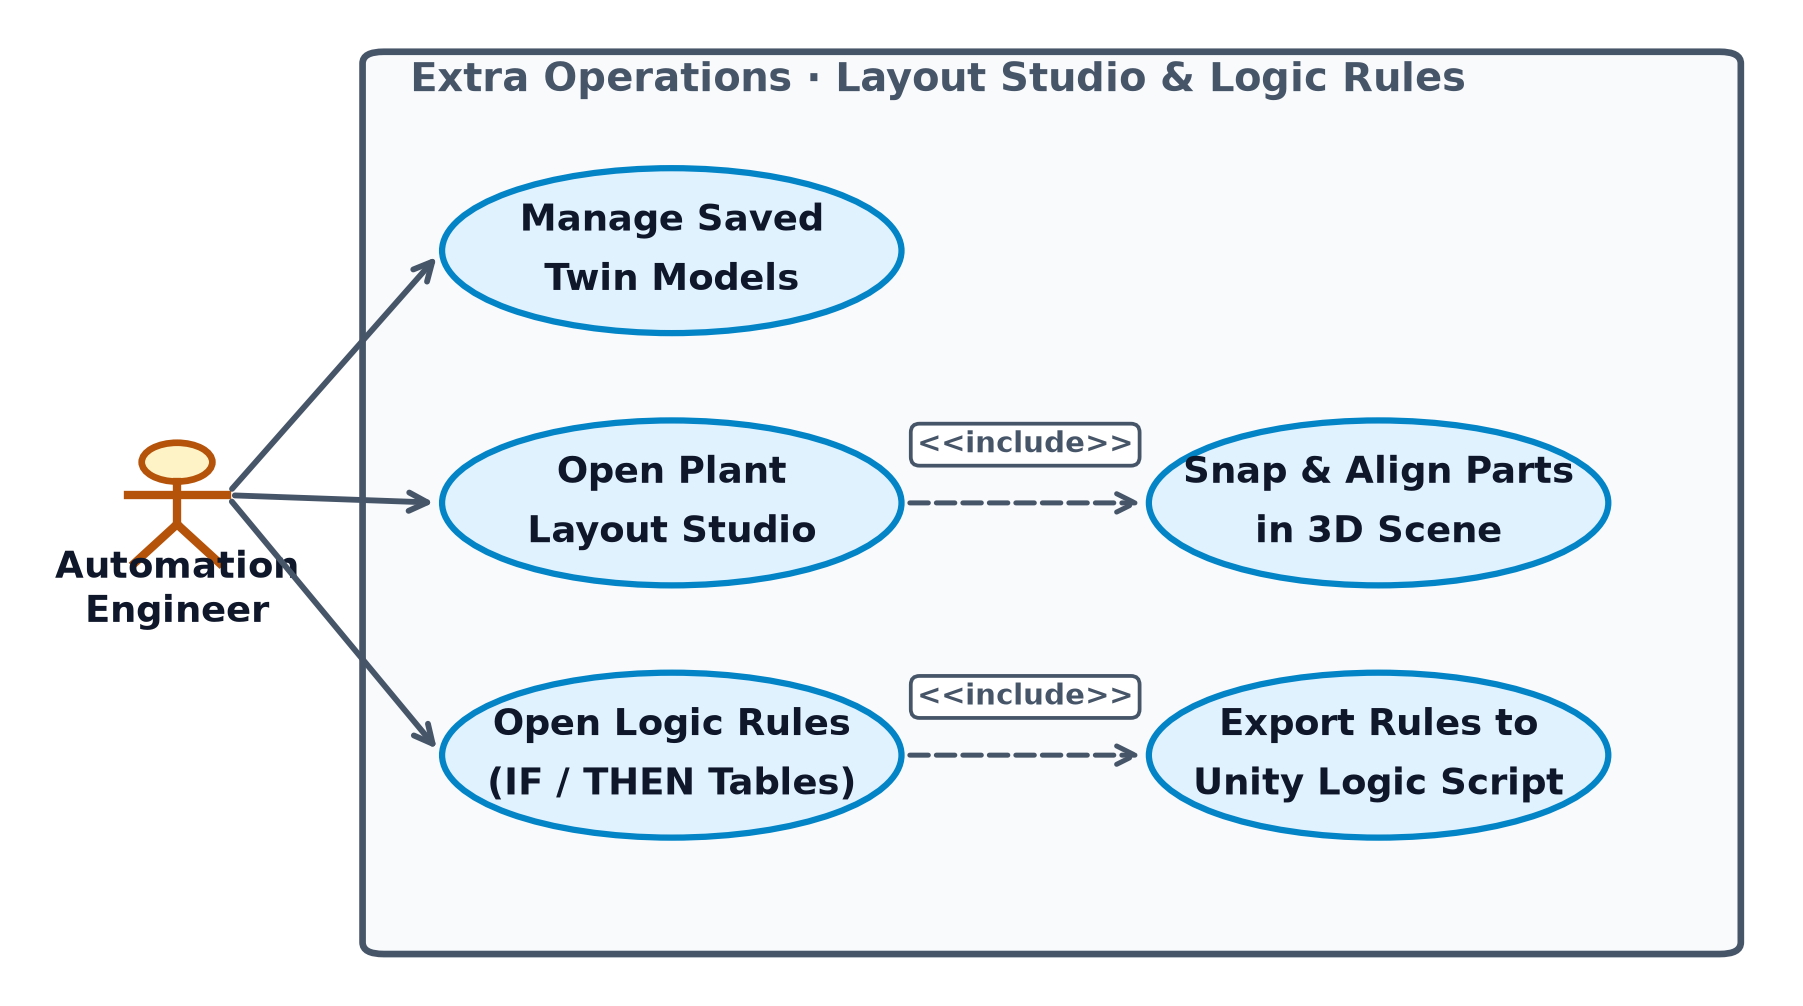 Extra Operations · Layout Studio & Logic Rules
Manage Saved
Twin Models
Automation
Engineer
Open Plant
Layout Studio
<<include>>
Snap & Align Parts
in 3D Scene
Open Logic Rules
(IF / THEN Tables)
<<include>>
Export Rules to
Unity Logic Script